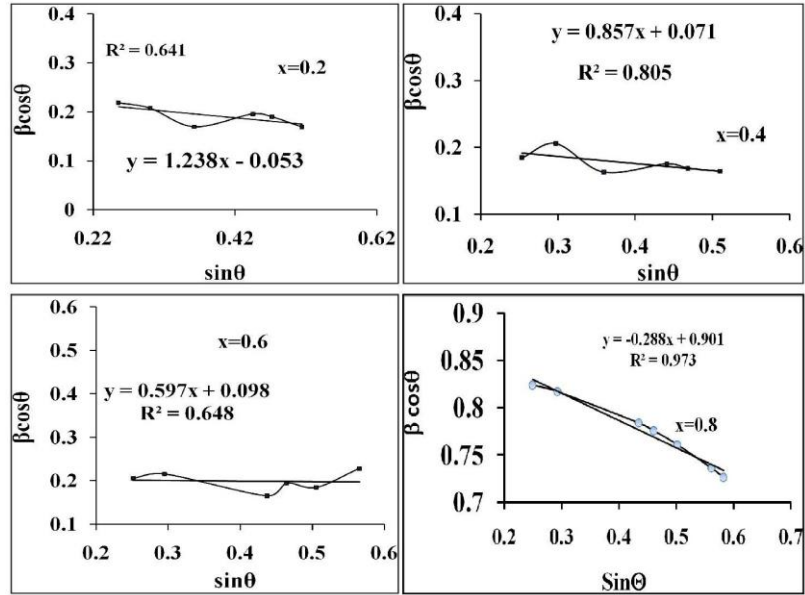 0.4
0.3
0.2
0.1
0
βcosθ
R² = 0.641
x=0.2
y = 1.238x - 0.053
0.22 0.42 0.62
sinθ
0.4
0.3
0.2
0.1
βcosθ
y = 0.857x + 0.071
R² = 0.805
x=0.4
0.2 0.3 0.4 0.5 0.6
sinθ
0.6
0.5
0.4
0.3
0.2
0.1
βcosθ
x=0.6
y = 0.597x + 0.098
R² = 0.648
0.2 0.3 0.4 0.5 0.6
sinθ
0.9
0.85
0.8
0.75
0.7
β cosθ
y = -0.288x + 0.901
R² = 0.973
x=0.8
0.2 0.3 0.4 0.5 0.6 0.7
SinΘ